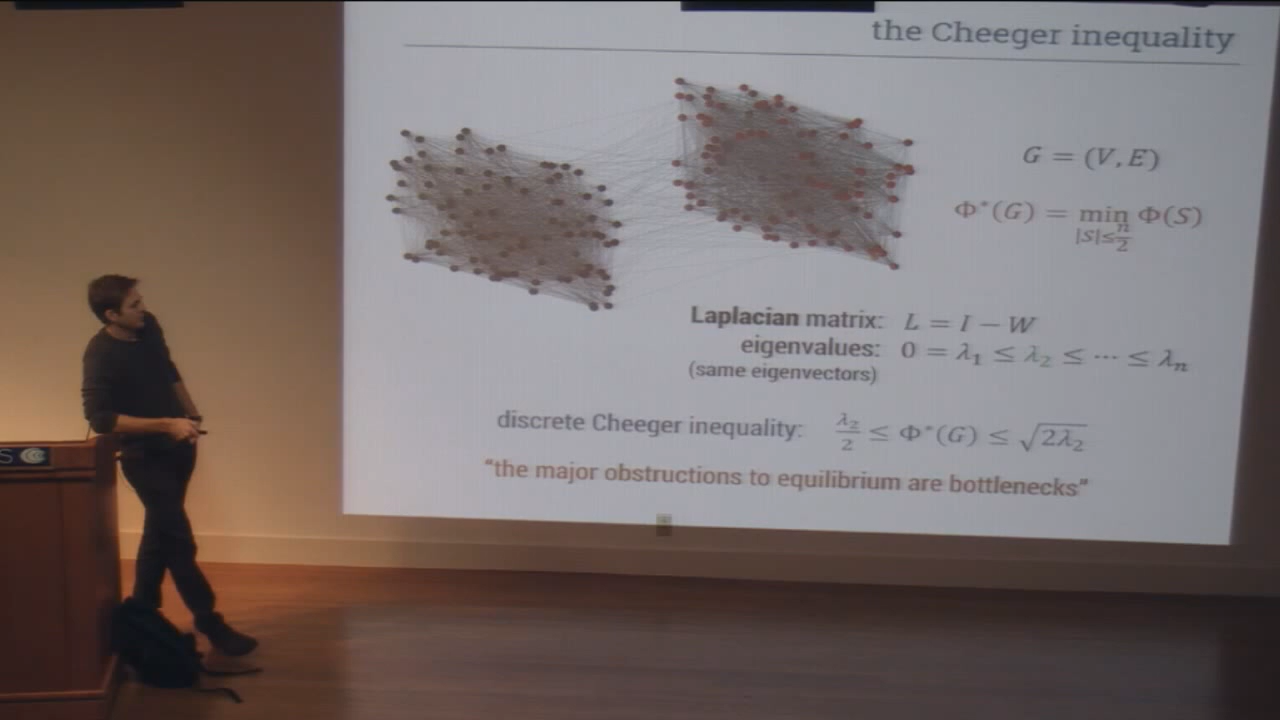 the Cheeger inequality
G = (V, E)
Φ*(G) = min Φ(S)
|S|≤n/2
Laplacian matrix: L = I − W
eigenvalues: 0 = λ₁ ≤ λ₂ ≤ ⋯ ≤ λₙ
(same eigenvectors)
discrete Cheeger inequality: λ₂/2 ≤ Φ*(G) ≤ √2λ₂
"the major obstructions to equilibrium are bottlenecks"
S